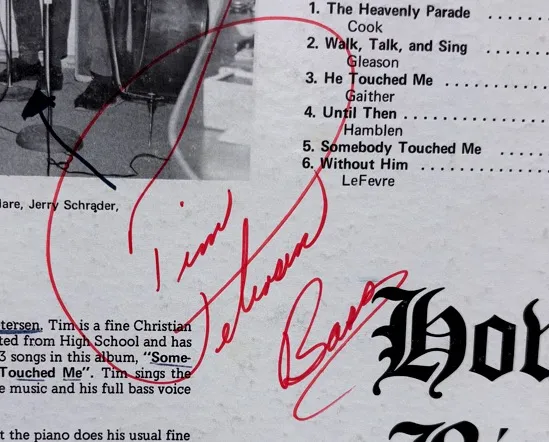 1. The Heavenly Parade ......
Cook
2. Walk, Talk, and Sing ......
Gleason
3. He Touched Me ..........
Gaither
4. Until Then .............
Hamblen
5. Somebody Touched Me ....
6. Without Him ............
LeFevre
lare, Jerry Schrader,
Tim
Petersen
Bass
tersen. Tim is a fine Christian
ted from High School and has
3 songs in this album, "Some-
Touched Me". Tim sings the
e music and his full bass voice
t the piano does his usual fine
How